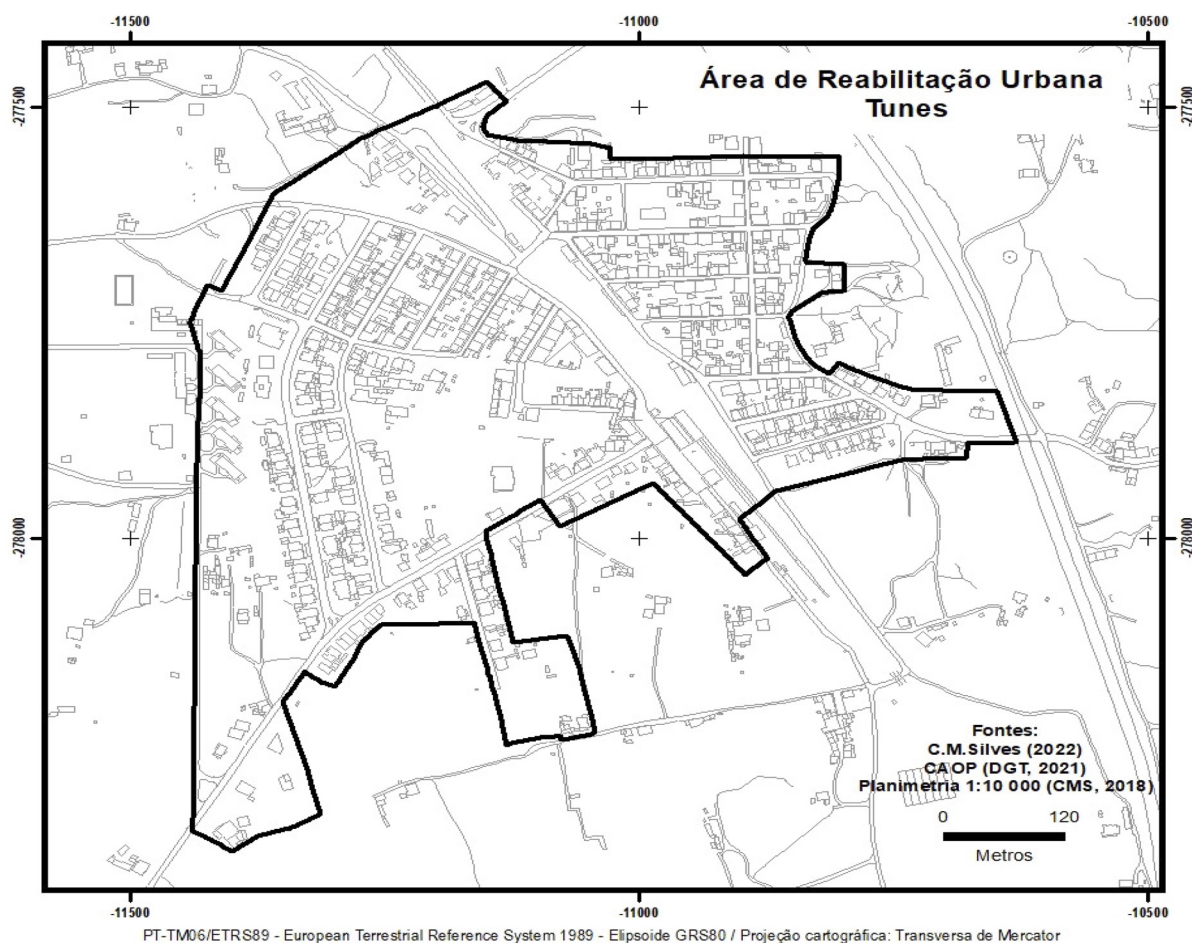 -11500 -11000 -10500
Área de Reabilitação Urbana
Tunes
-277500 -277500
-278000 -278000
Fontes:
C.M.Silves (2022)
CAOP (DGT, 2021)
Planimetria 1:10 000 (CMS, 2018)
0 120
Metros
-11500 -11000 -10500
PT-TM06/ETRS89 - European Terrestrial Reference System 1989 - Elipsoide GRS80 / Projeção cartográfica: Transversa de Mercator